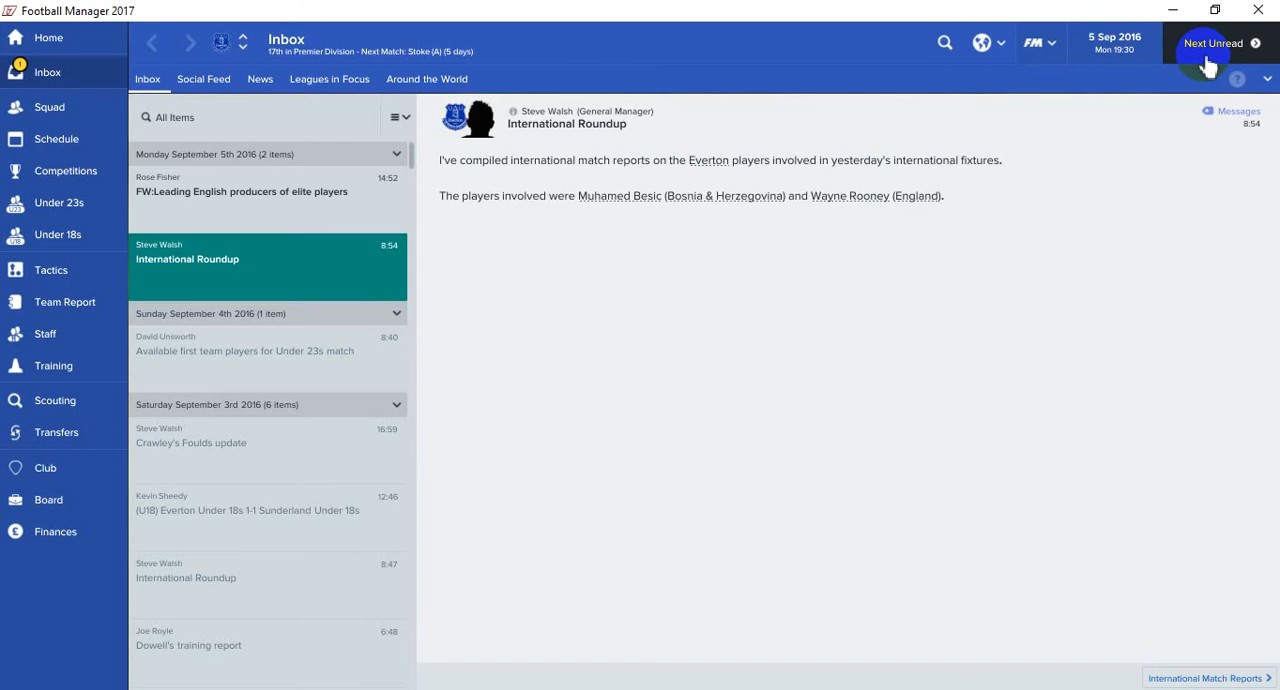 Football Manager 2017
Home
Inbox
1
Squad
Schedule
Competitions
Under 23s
U23
Under 18s
U18
Tactics
Team Report
Staff
Training
Scouting
Transfers
Club
Board
Finances
Inbox
17th in Premier Division - Next Match: Stoke (A) (5 days)
FM
5 Sep 2016
Mon 19:30
Next Unread
Inbox Social Feed News Leagues in Focus Around the World
?
All Items
Monday September 5th 2016 (2 items)
Rose Fisher 14:52
FW:Leading English producers of elite players
Steve Walsh 8:54
International Roundup
Sunday September 4th 2016 (1 item)
David Unsworth 8:40
Available first team players for Under 23s match
Saturday September 3rd 2016 (6 items)
Steve Walsh 16:59
Crawley's Foulds update
Kevin Sheedy 12:46
(U18) Everton Under 18s 1-1 Sunderland Under 18s
Steve Walsh 8:47
International Roundup
Joe Royle 6:48
Dowell's training report
Steve Walsh (General Manager)
International Roundup
Messages
8:54
I've compiled international match reports on the Everton players involved in yesterday's international fixtures.
The players involved were Muhamed Besic (Bosnia & Herzegovina) and Wayne Rooney (England).
International Match Reports